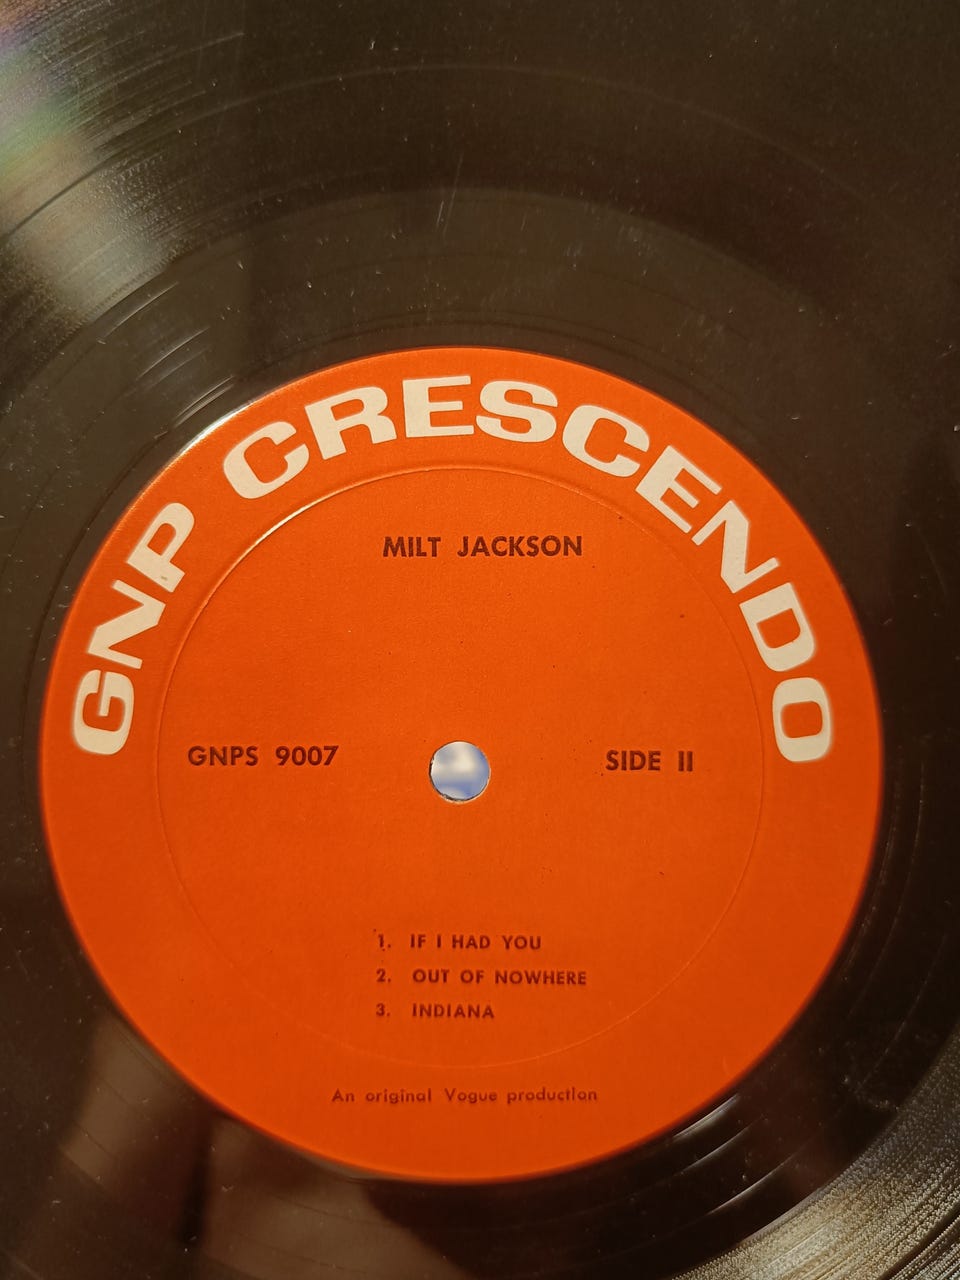 GNP CRESCENDO
MILT JACKSON
GNPS 9007
SIDE II
1. IF I HAD YOU
2. OUT OF NOWHERE
3. INDIANA
An original Vogue production